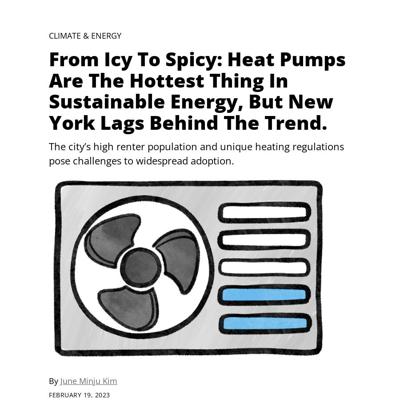 CLIMATE & ENERGY
From Icy To Spicy: Heat Pumps
Are The Hottest Thing In
Sustainable Energy, But New
York Lags Behind The Trend.
The city’s high renter population and unique heating regulations
pose challenges to widespread adoption.
By June Minju Kim
FEBRUARY 19, 2023